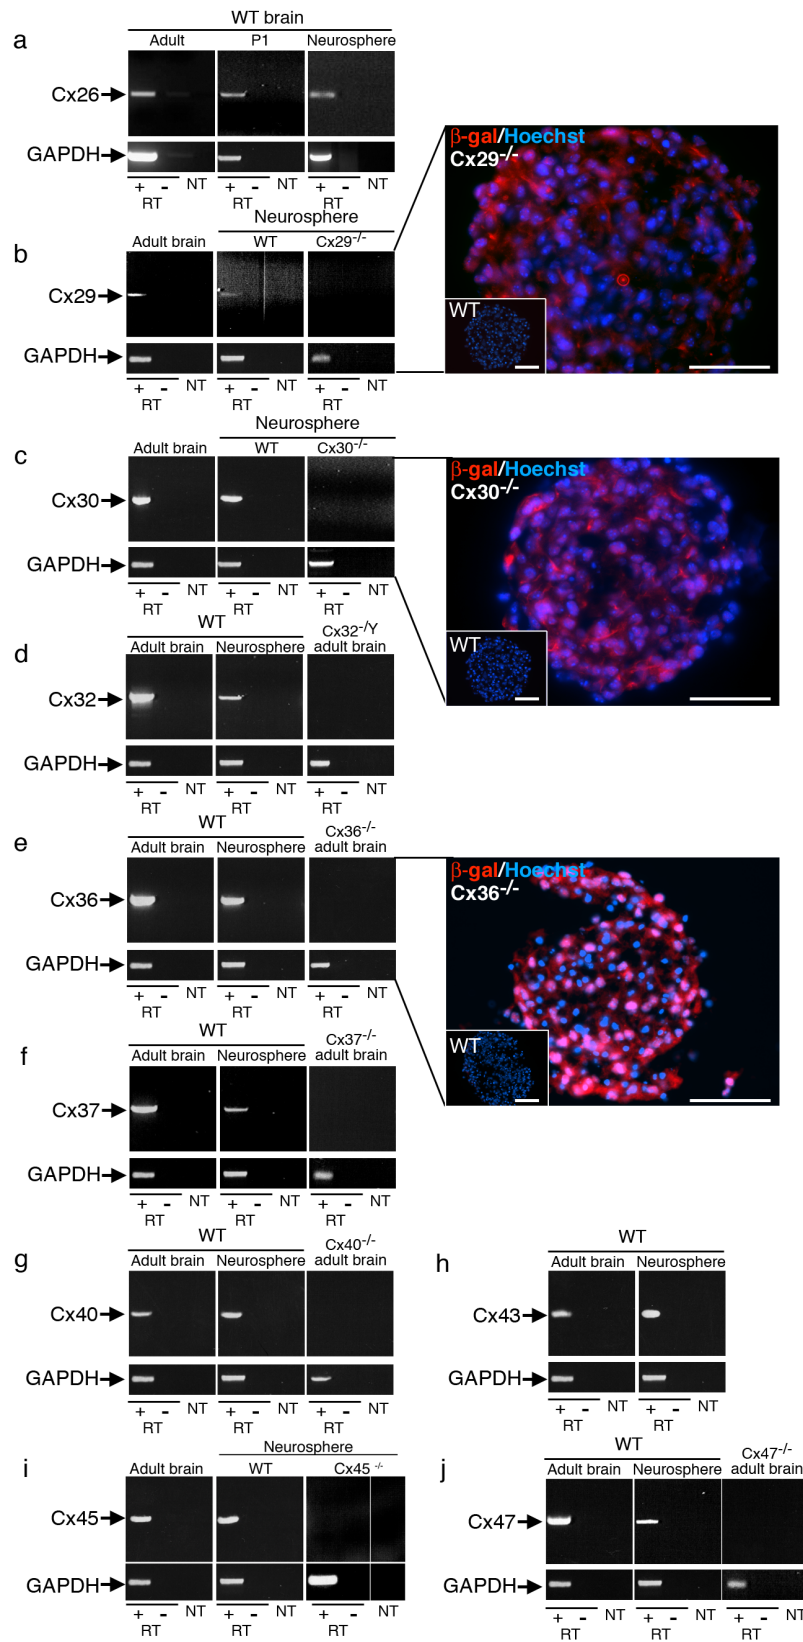 WT brain
a
Adult P1 Neurosphere
Cx26
GAPDH
+ - NT + - NT + - NT
RT RT RT
β-gal/Hoechst
Cx29-/-
WT
Neurosphere
b
Adult brain WT Cx29-/-
Cx29
GAPDH
+ - NT + - NT + - NT
RT RT RT
Neurosphere
c
Adult brain WT Cx30-/-
Cx30
GAPDH
+ - NT + - NT + - NT
RT RT RT
β-gal/Hoechst
Cx30-/-
WT
d
WT Cx32-/Y
Adult brain Neurosphere adult brain
Cx32
GAPDH
+ - NT + - NT + - NT
RT RT RT
e
WT Cx36-/-
Adult brain Neurosphere adult brain
Cx36
GAPDH
+ - NT + - NT + - NT
RT RT RT
β-gal/Hoechst
Cx36-/-
WT
f
WT Cx37-/-
Adult brain Neurosphere adult brain
Cx37
GAPDH
+ - NT + - NT + - NT
RT RT RT
g
WT Cx40-/-
Adult brain Neurosphere adult brain
Cx40
GAPDH
+ - NT + - NT + - NT
RT RT RT
h
WT
Adult brain Neurosphere
Cx43
GAPDH
+ - NT + - NT
RT RT
i
Neurosphere
Adult brain WT Cx45 -/-
Cx45
GAPDH
+ - NT + - NT + - NT
RT RT RT
j
WT Cx47-/-
Adult brain Neurosphere adult brain
Cx47
GAPDH
+ - NT + - NT + - NT
RT RT RT